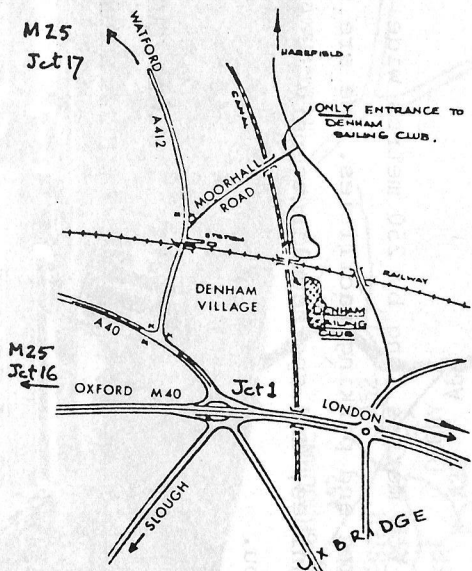 M25
Jct 17
WATFORD
A412
HAREFIELD
CANAL
ONLY ENTRANCE TO
DENHAM
SAILING CLUB.
MOORHALL
ROAD
STATION
RAILWAY
DENHAM
VILLAGE
DENHAM
SAILING
CLUB
A40
M25
Jct 16
OXFORD M40
Jct 1
LONDON
SLOUGH
UXBRIDGE